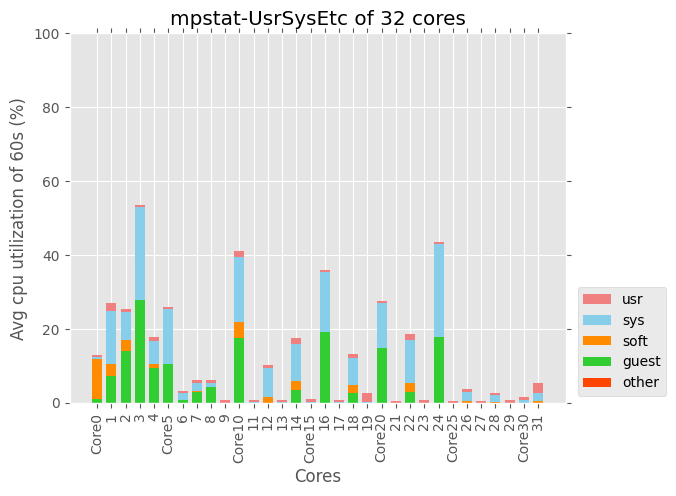 mpstat-UsrSysEtc of 32 cores
Avg cpu utilization of 60s (%)
100
80
60
40
20
0
Core0
1
2
3
4
Core5
6
7
8
9
Core10
11
12
13
14
Core15
16
17
18
19
Core20
21
22
23
24
Core25
26
27
28
29
Core30
31
Cores
usr
sys
soft
guest
other